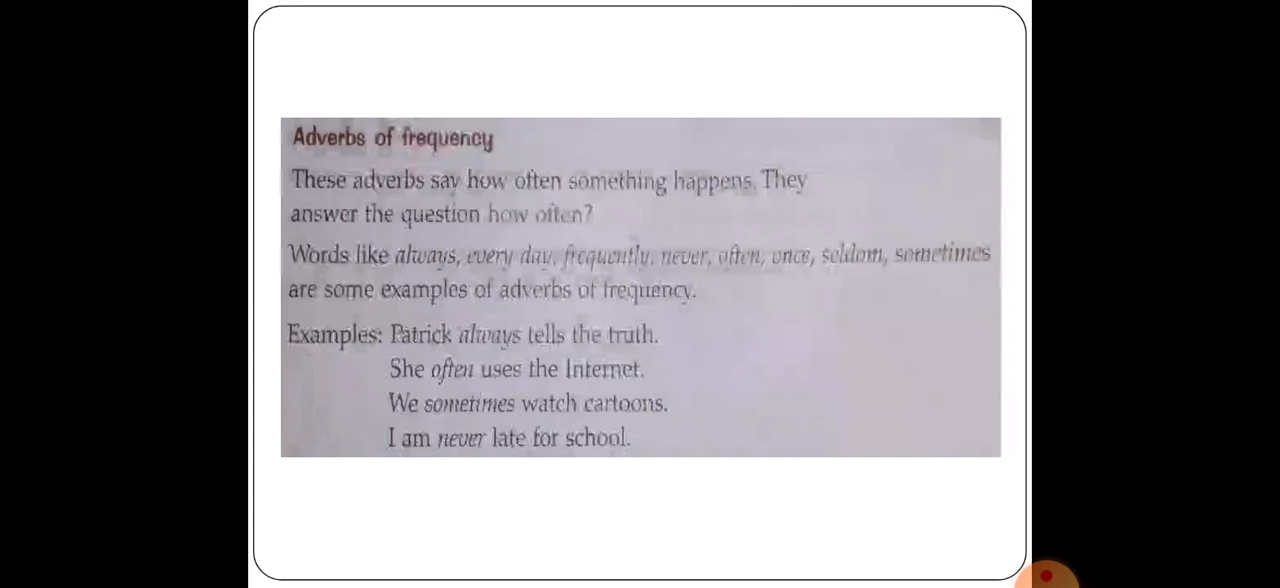 Adverbs of frequency
These adverbs say how often something happens. They
answer the question how often?
Words like always, every day, frequently, never, often, once, seldom, sometimes
are some examples of adverbs of frequency.
Examples: Patrick always tells the truth.
She often uses the Internet.
We sometimes watch cartoons.
I am never late for school.